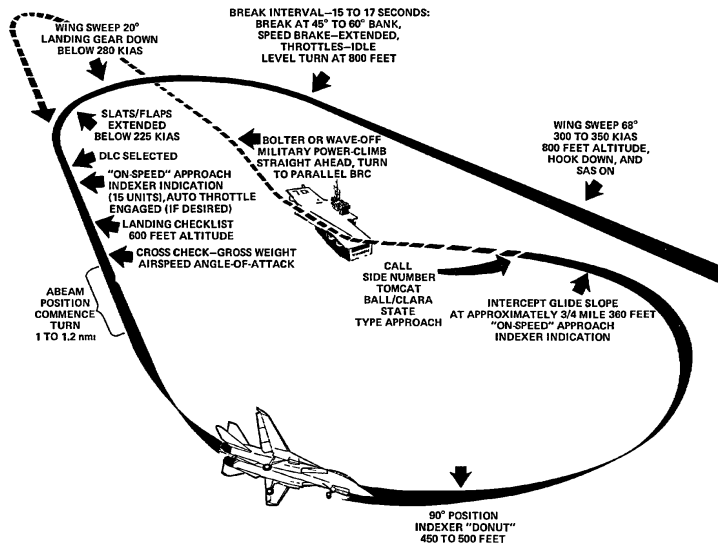 BREAK INTERVAL–15 TO 17 SECONDS:
BREAK AT 45° TO 60° BANK,
SPEED BRAKE–EXTENDED,
THROTTLES–IDLE
LEVEL TURN AT 800 FEET
WING SWEEP 20°
LANDING GEAR DOWN
BELOW 280 KIAS
SLATS/FLAPS
EXTENDED
BELOW 225 KIAS
DLC SELECTED
"ON-SPEED" APPROACH
INDEXER INDICATION
(15 UNITS), AUTO THROTTLE
ENGAGED (IF DESIRED)
LANDING CHECKLIST
600 FEET ALTITUDE
CROSS CHECK–GROSS WEIGHT
AIRSPEED ANGLE-OF-ATTACK
ABEAM
POSITION
COMMENCE
TURN
1 TO 1.2 nmi
BOLTER OR WAVE-OFF
MILITARY POWER-CLIMB
STRAIGHT AHEAD, TURN
TO PARALLEL BRC
WING SWEEP 68°
300 TO 350 KIAS
800 FEET ALTITUDE,
HOOK DOWN, AND
SAS ON
CALL
SIDE NUMBER
TOMCAT
BALL/CLARA
STATE
TYPE APPROACH
INTERCEPT GLIDE SLOPE
AT APPROXIMATELY 3/4 MILE 360 FEET
"ON-SPEED" APPROACH
INDEXER INDICATION
90° POSITION
INDEXER "DONUT"
450 TO 500 FEET